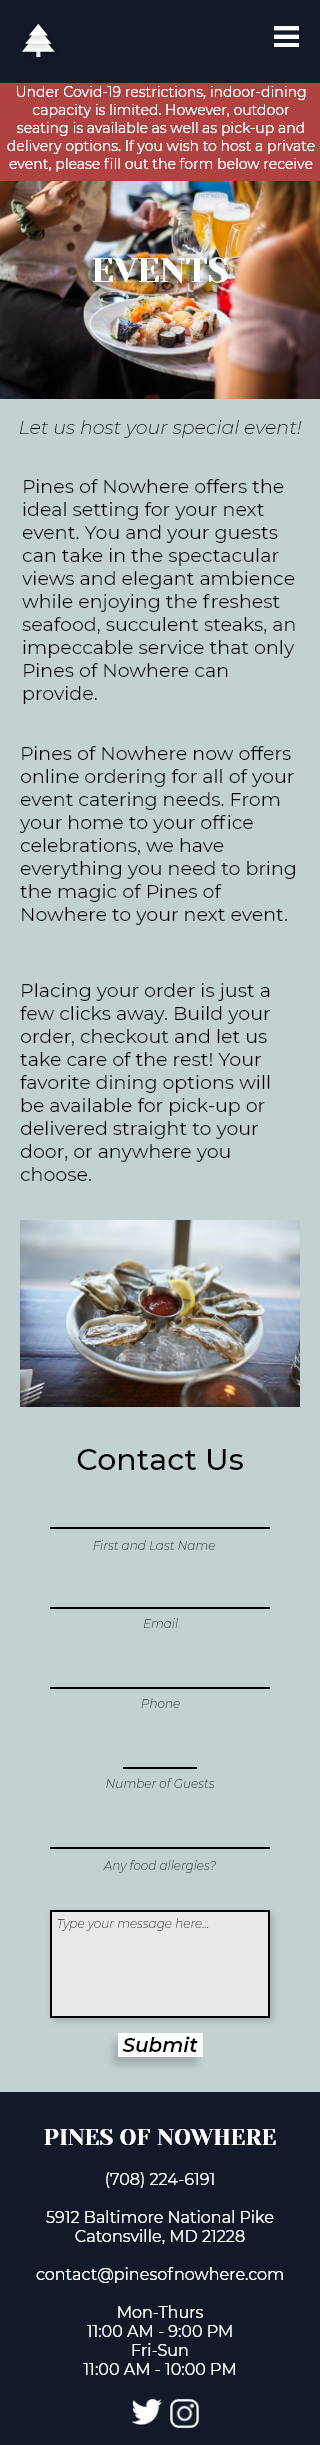 Under Covid-19 restrictions, indoor-dining
capacity is limited. However, outdoor
seating is available as well as pick-up and
delivery options. If you wish to host a private
event, please fill out the form below receive
EVENTS
Let us host your special event!
Pines of Nowhere offers the
ideal setting for your next
event. You and your guests
can take in the spectacular
views and elegant ambience
while enjoying the freshest
seafood, succulent steaks, an
impeccable service that only
Pines of Nowhere can
provide.
Pines of Nowhere now offers
online ordering for all of your
event catering needs. From
your home to your office
celebrations, we have
everything you need to bring
the magic of Pines of
Nowhere to your next event.
Placing your order is just a
few clicks away. Build your
order, checkout and let us
take care of the rest! Your
favorite dining options will
be available for pick-up or
delivered straight to your
door, or anywhere you
choose.
Contact Us
First and Last Name
Email
Phone
Number of Guests
Any food allergies?
Type your message here...
Submit
PINES OF NOWHERE
(708) 224-6191
5912 Baltimore National Pike
Catonsville, MD 21228
contact@pinesofnowhere.com
Mon-Thurs
11:00 AM - 9:00 PM
Fri-Sun
11:00 AM - 10:00 PM